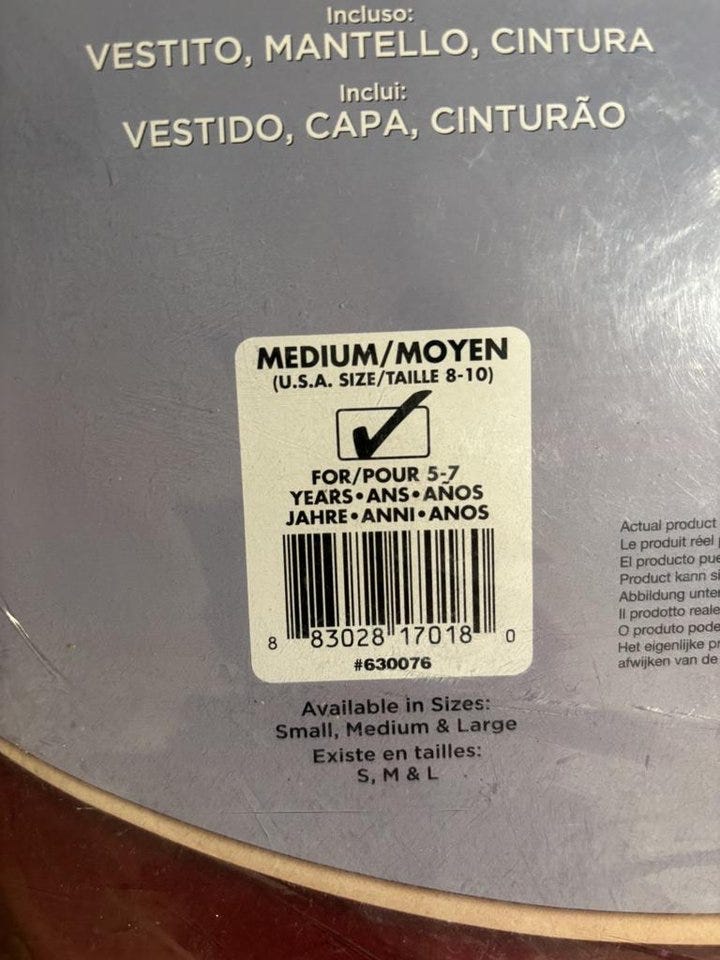 Incluso:
VESTITO, MANTELLO, CINTURA
Inclui:
VESTIDO, CAPA, CINTURÃO
MEDIUM/MOYEN
(U.S.A. SIZE/TAILLE 8-10)
FOR/POUR 5-7
YEARS•ANS•AÑOS
JAHRE•ANNI•ANOS
8 83028 17018 0
#630076
Available in Sizes:
Small, Medium & Large
Existe en tailles:
S, M & L
Actual product
Le produit réel
El producto pue
Product kann si
Abbildung unter
Il prodotto reale
O produto pode
Het eigenlijke pr
afwijken van de